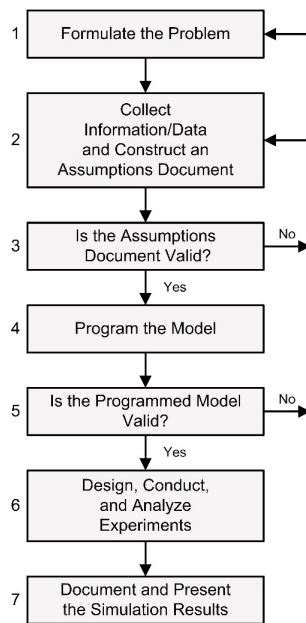 1 Formulate the Problem
2 Collect
Information/Data
and Construct an
Assumptions Document
3 Is the Assumptions
Document Valid?
No
Yes
4 Program the Model
5 Is the Programmed Model
Valid?
No
Yes
6 Design, Conduct,
and Analyze
Experiments
7 Document and Present
the Simulation Results